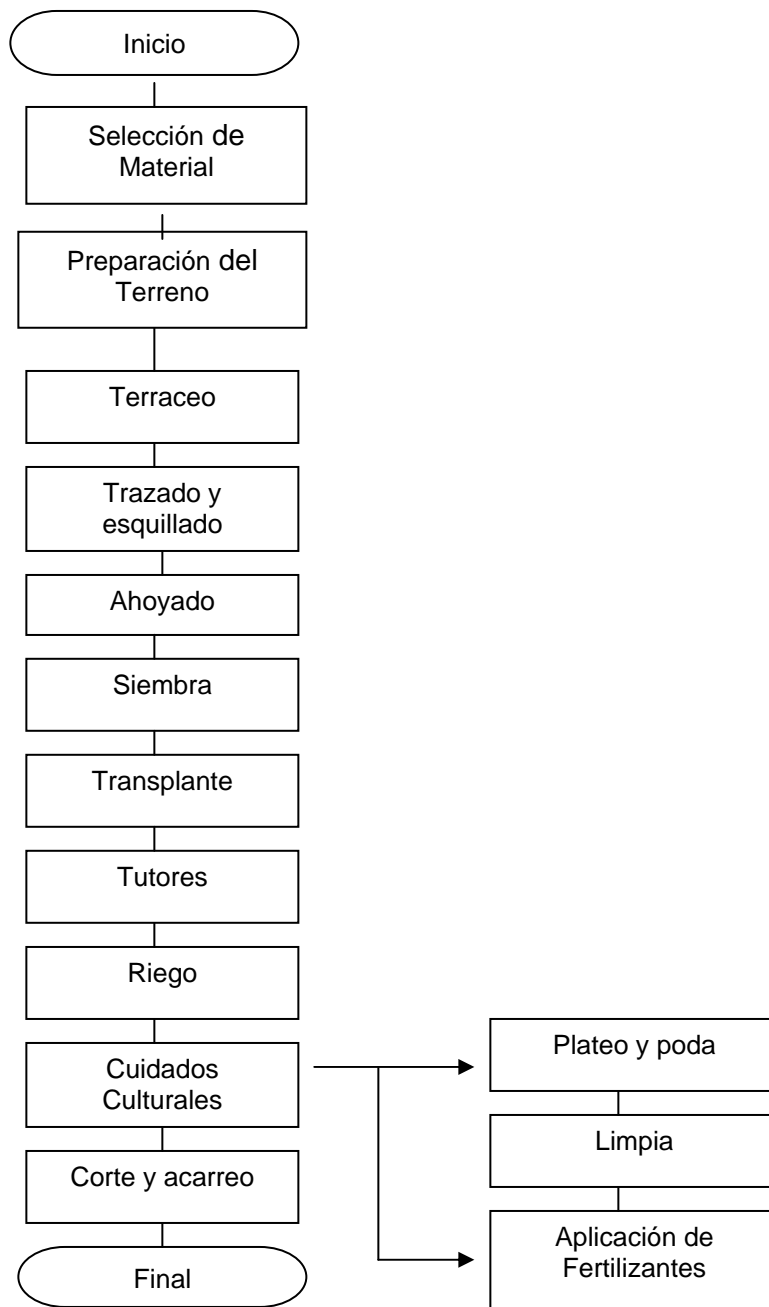 Inicio
Selección de
Material
Preparación del
Terreno
Terraceo
Trazado y
esquillado
Ahoyado
Siembra
Transplante
Tutores
Riego
Cuidados
Culturales
Corte y acarreo
Final
Plateo y poda
Limpia
Aplicación de
Fertilizantes